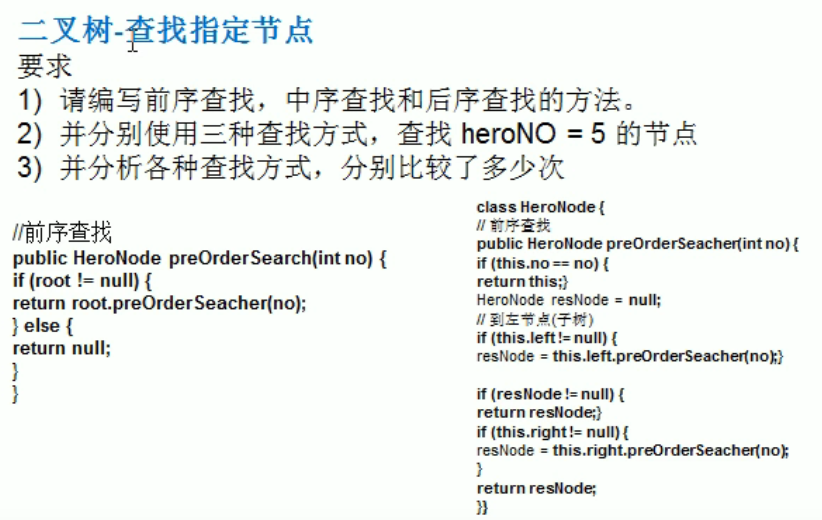 二叉树-查找指定节点
要求
1) 请编写前序查找，中序查找和后序查找的方法。
2) 并分别使用三种查找方式，查找 heroNO = 5 的节点
3) 并分析各种查找方式，分别比较了多少次
//前序查找
public HeroNode preOrderSearch(int no) {
if (root != null) {
return root.preOrderSeacher(no);
} else {
return null;
}
}
class HeroNode {
// 前序查找
public HeroNode preOrderSeacher(int no) {
if (this.no == no) {
return this;}
HeroNode resNode = null;
// 到左节点(子树)
if (this.left != null) {
resNode = this.left.preOrderSeacher(no);}
if (resNode != null) {
return resNode;}
if (this.right != null) {
resNode = this.right.preOrderSeacher(no);
}
return resNode;
}}